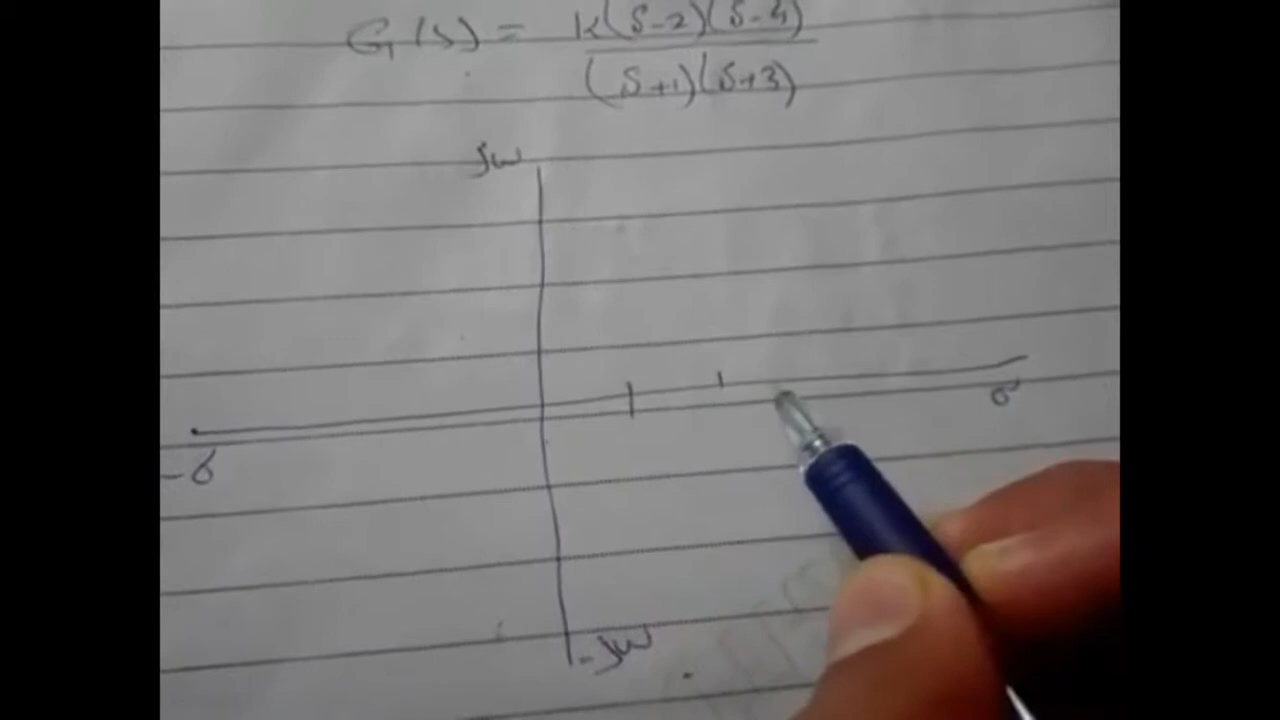 G(s) = K(S-2)(S-4)
(S+1)(S+3)
jw
σ
-σ
-jw